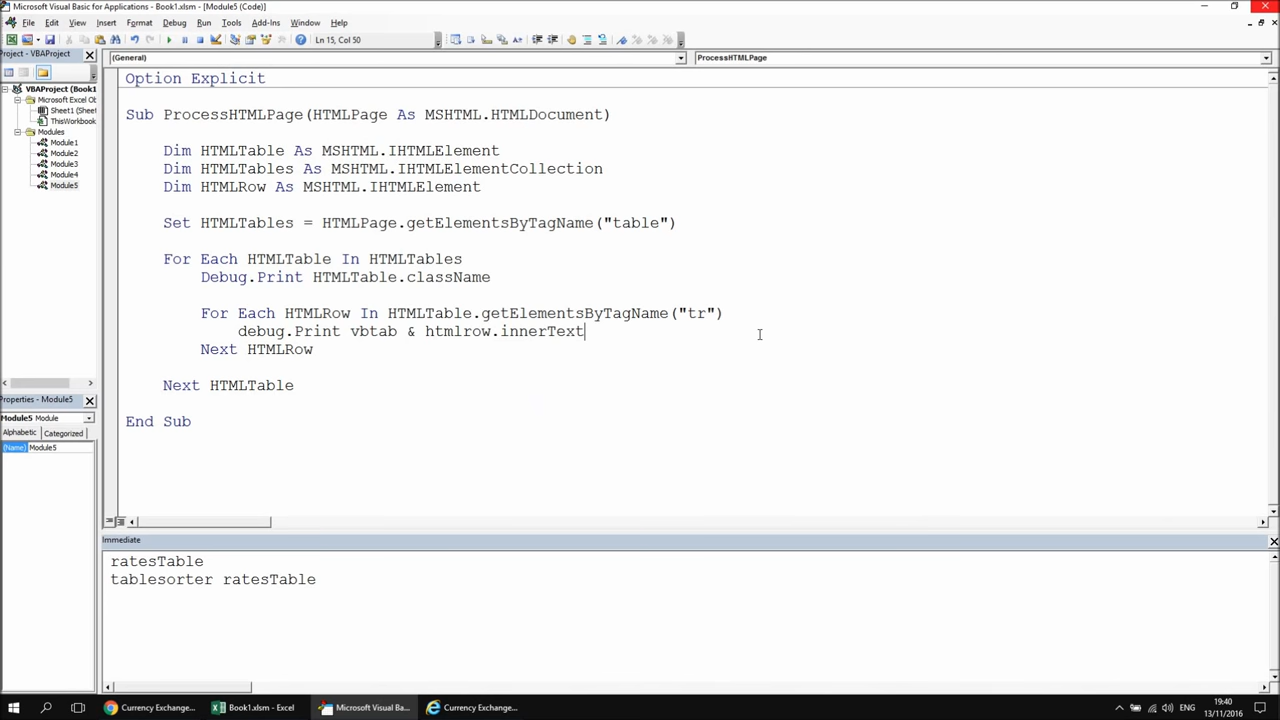 Microsoft Visual Basic for Applications - Book1.xlsm - [Module5 (Code)]
File Edit View Insert Format Debug Run Tools Add-Ins Window Help
Ln 15, Col 50
Project - VBAProject
(General) ProcessHTMLPage
VBAProject (Book1
Microsoft Excel Ob
Sheet1 (Sheet
ThisWorkbook
Modules
Module1
Module2
Module3
Module4
Module5
Option Explicit
Sub ProcessHTMLPage(HTMLPage As MSHTML.HTMLDocument)
Dim HTMLTable As MSHTML.IHTMLElement
Dim HTMLTables As MSHTML.IHTMLElementCollection
Dim HTMLRow As MSHTML.IHTMLElement
Set HTMLTables = HTMLPage.getElementsByTagName("table")
For Each HTMLTable In HTMLTables
Debug.Print HTMLTable.className
For Each HTMLRow In HTMLTable.getElementsByTagName("tr")
debug.Print vbtab & htmlrow.innerText
Next HTMLRow
Next HTMLTable
End Sub
Properties - Module5
Module5 Module
Alphabetic Categorized
(Name) Module5
Immediate
ratesTable
tablesorter ratesTable
Currency Exchange... Book1.xlsm - Excel Microsoft Visual Ba... Currency Exchange... ENG 19:40
13/11/2016